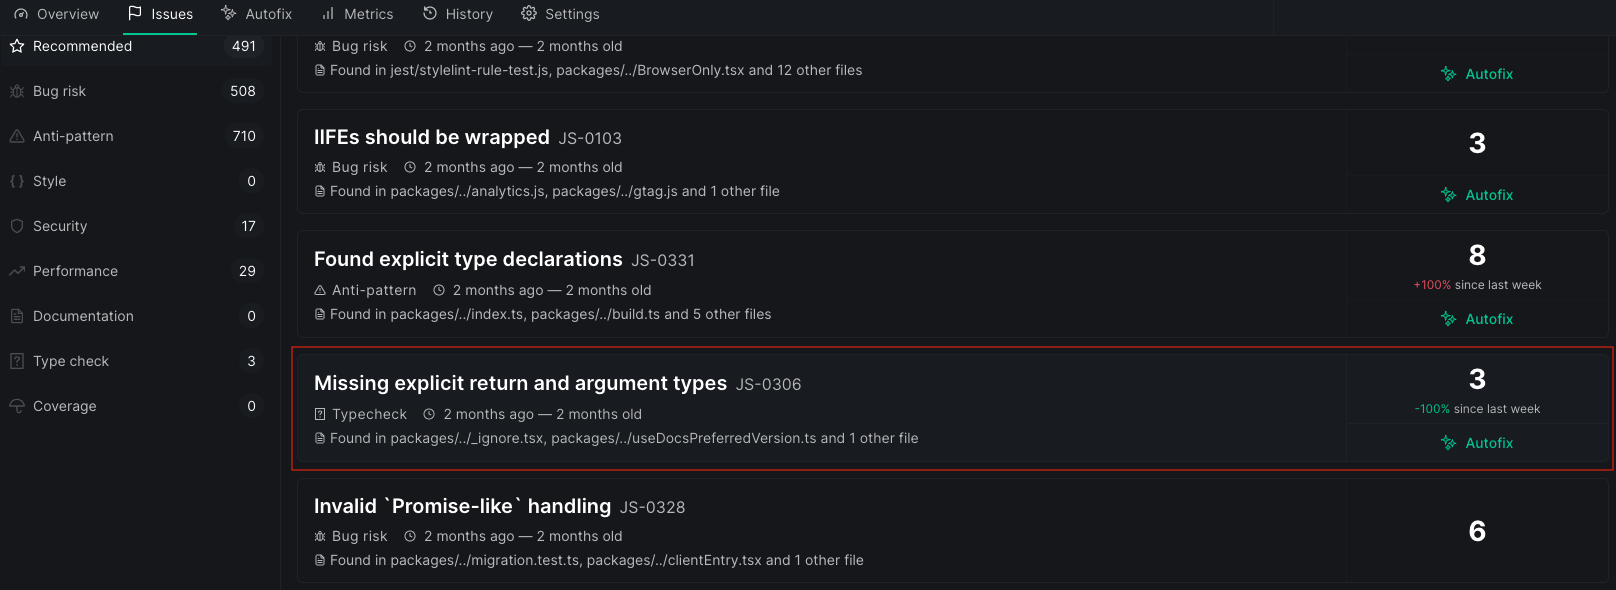 Overview Issues Autofix Metrics History Settings
Recommended 491
Bug risk 508
Anti-pattern 710
Style 0
Security 17
Performance 29
Documentation 0
Type check 3
Coverage 0
Bug risk 2 months ago — 2 months old
Found in jest/stylelint-rule-test.js, packages/../BrowserOnly.tsx and 12 other files
Autofix
IIFEs should be wrapped JS-0103
Bug risk 2 months ago — 2 months old
Found in packages/../analytics.js, packages/../gtag.js and 1 other file
3
Autofix
Found explicit type declarations JS-0331
Anti-pattern 2 months ago — 2 months old
Found in packages/../index.ts, packages/../build.ts and 5 other files
8
+100% since last week
Autofix
Missing explicit return and argument types JS-0306
Typecheck 2 months ago — 2 months old
Found in packages/../_ignore.tsx, packages/../useDocsPreferredVersion.ts and 1 other file
3
-100% since last week
Autofix
Invalid `Promise-like` handling JS-0328
Bug risk 2 months ago — 2 months old
Found in packages/../migration.test.ts, packages/../clientEntry.tsx and 1 other file
6